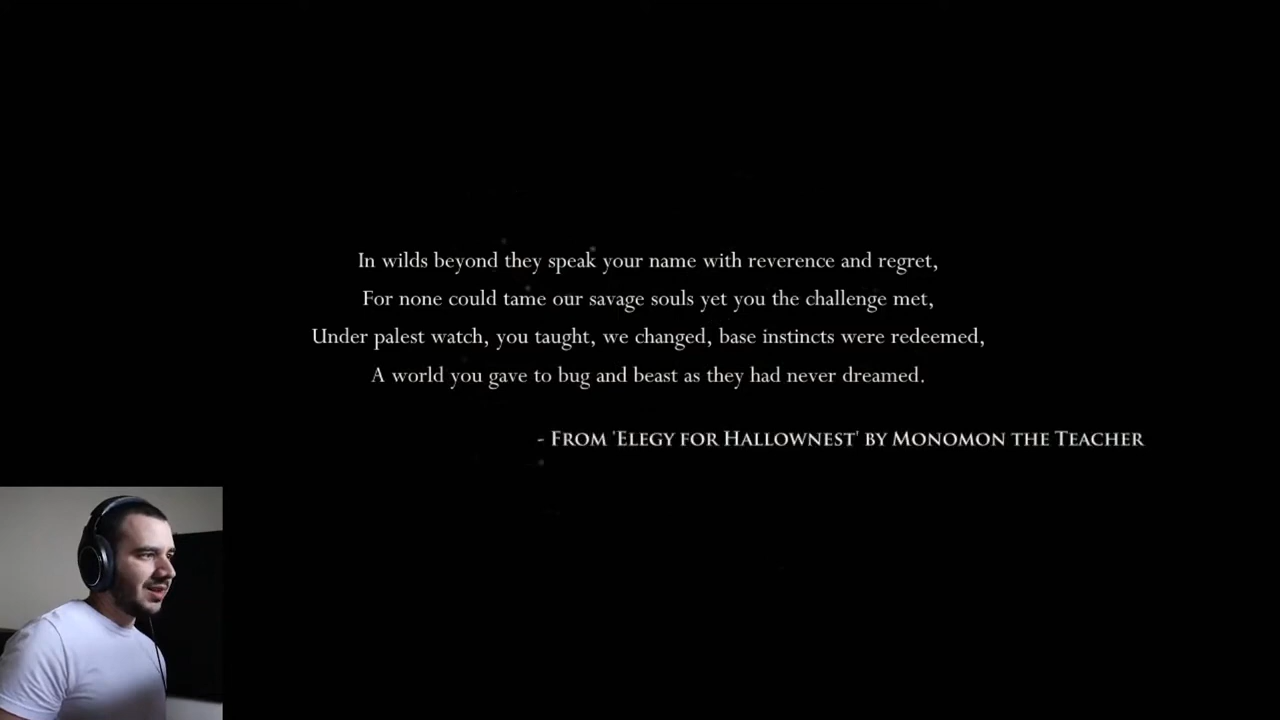 In wilds beyond they speak your name with reverence and regret,
For none could tame our savage souls yet you the challenge met,
Under palest watch, you taught, we changed, base instincts were redeemed,
A world you gave to bug and beast as they had never dreamed.
- From 'Elegy for Hallownest' by Monomon the Teacher